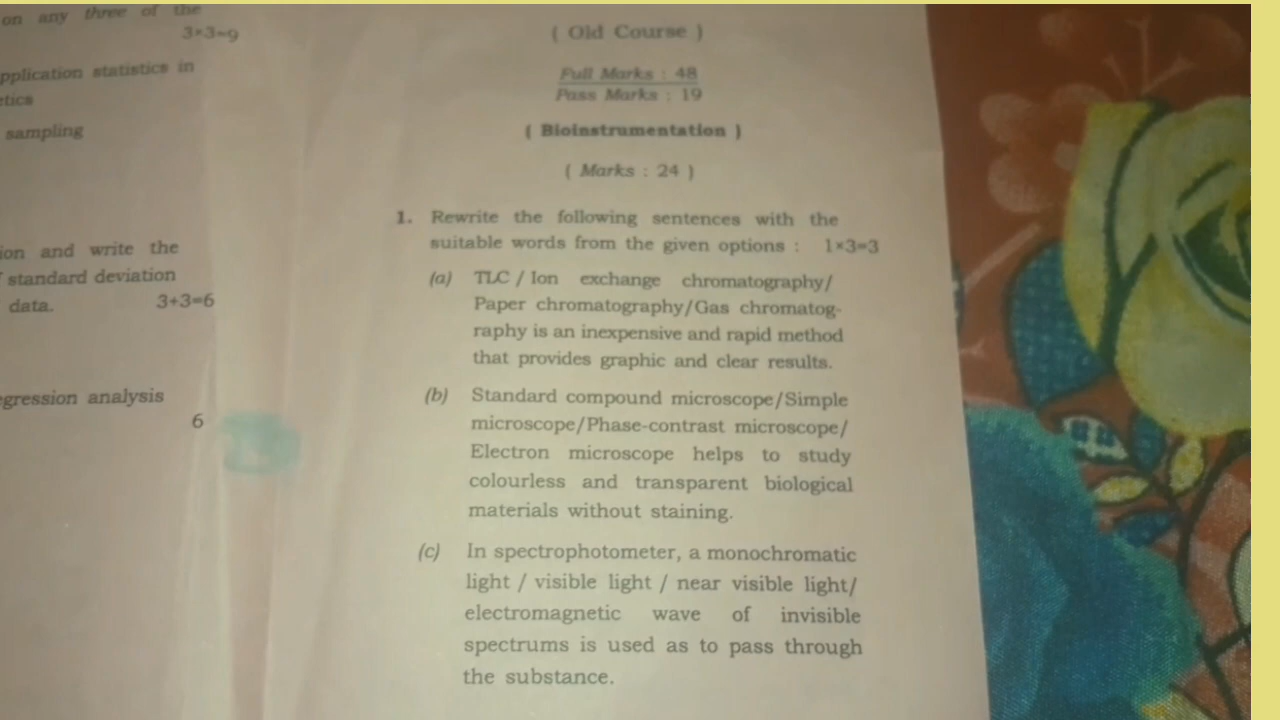 on any three of the
3×3=9
pplication statistics in
etics
sampling
ion and write the
standard deviation
data. 3+3=6
egression analysis
6
( Old Course )
Full Marks : 48
Pass Marks : 19
( Bioinstrumentation )
( Marks : 24 )
1. Rewrite the following sentences with the
suitable words from the given options : 1×3=3
(a) TLC / Ion exchange chromatography/
Paper chromatography/Gas chromatog-
raphy is an inexpensive and rapid method
that provides graphic and clear results.
(b) Standard compound microscope/Simple
microscope/Phase-contrast microscope/
Electron microscope helps to study
colourless and transparent biological
materials without staining.
(c) In spectrophotometer, a monochromatic
light / visible light / near visible light/
electromagnetic wave of invisible
spectrums is used as to pass through
the substance.